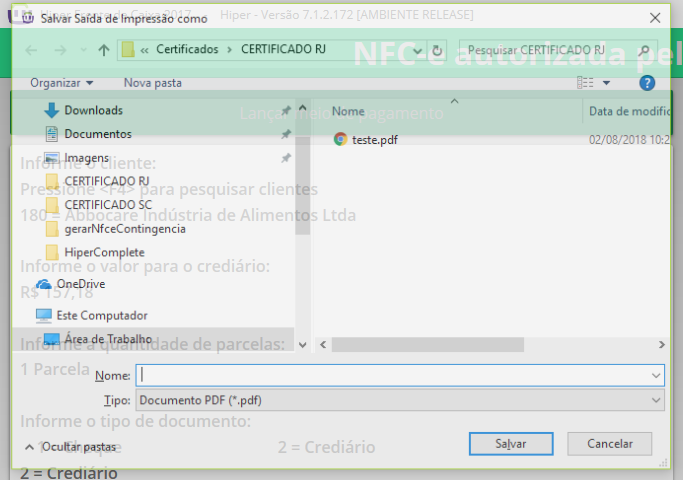 Hiper Frente de Caixa 2017
Hiper - Versão 7.1.2.172 [AMBIENTE RELEASE]
Salvar Saída de Impressão como
NFC-e autorizada pel
« Certificados > CERTIFICADO RJ
Pesquisar CERTIFICADO RJ
Organizar
Nova pasta
Downloads
Nome
Data de modific
Documentos
teste.pdf
02/08/2018 10:2
Imagens
Informe o cliente:
CERTIFICADO RJ
Pressione <F4> para pesquisar clientes
CERTIFICADO SC
180 = Abbocare Indústria de Alimentos Ltda
gerarNfceContingencia
HiperComplete
Informe o valor para o crediário:
OneDrive
R$ 157,18
Este Computador
Área de Trabalho
Informe a quantidade de parcelas:
1 Parcela
Nome:
Tipo: Documento PDF (*.pdf)
Informe o tipo de documento:
Ocultar pastas
2 = Crediário
Salvar
Cancelar
2 = Crediário